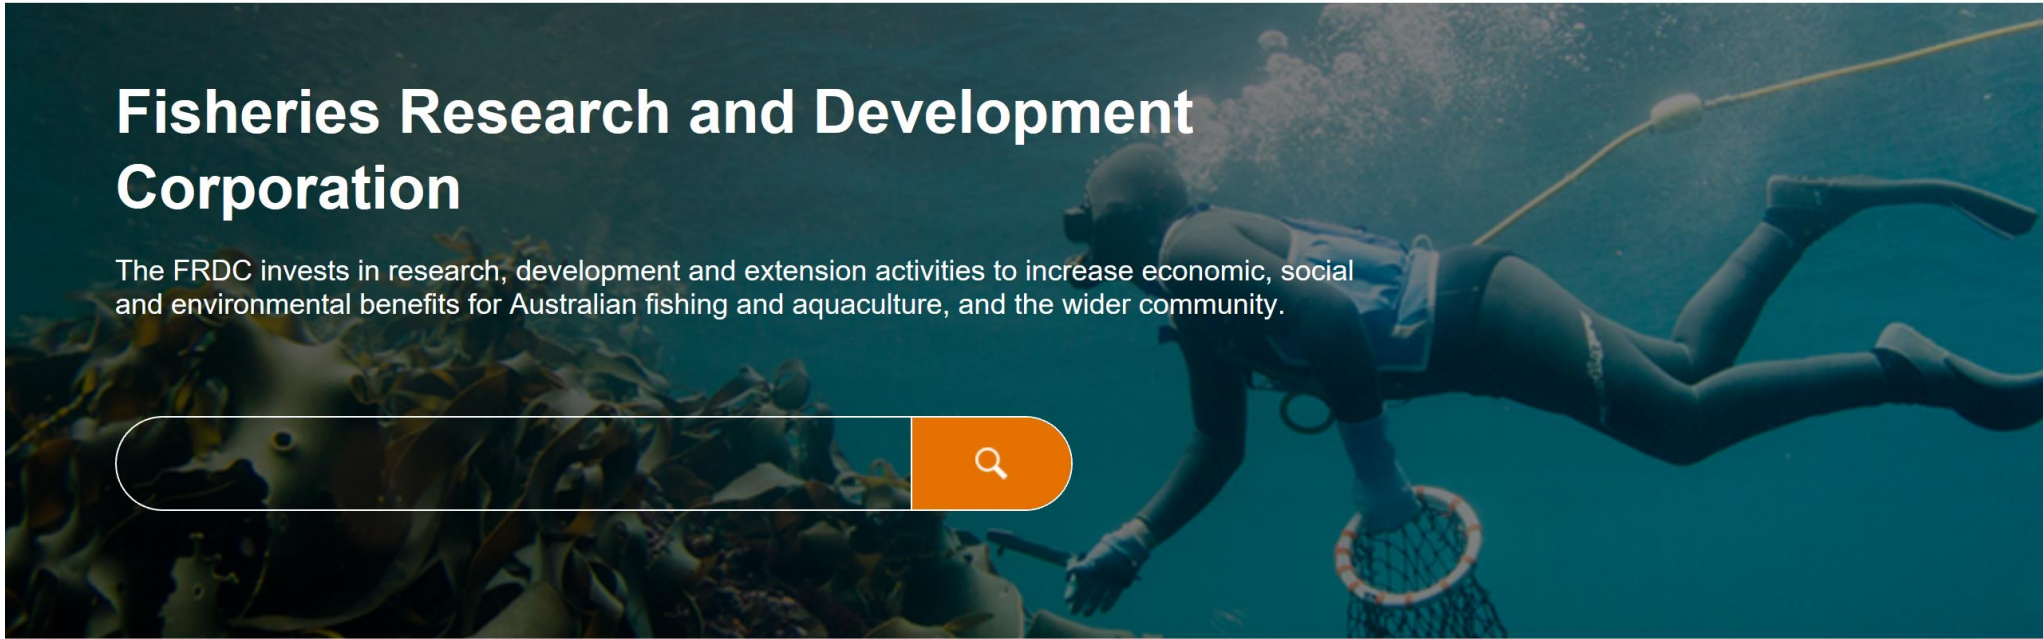 Fisheries Research and Development
Corporation
The FRDC invests in research, development and extension activities to increase economic, social
and environmental benefits for Australian fishing and aquaculture, and the wider community.